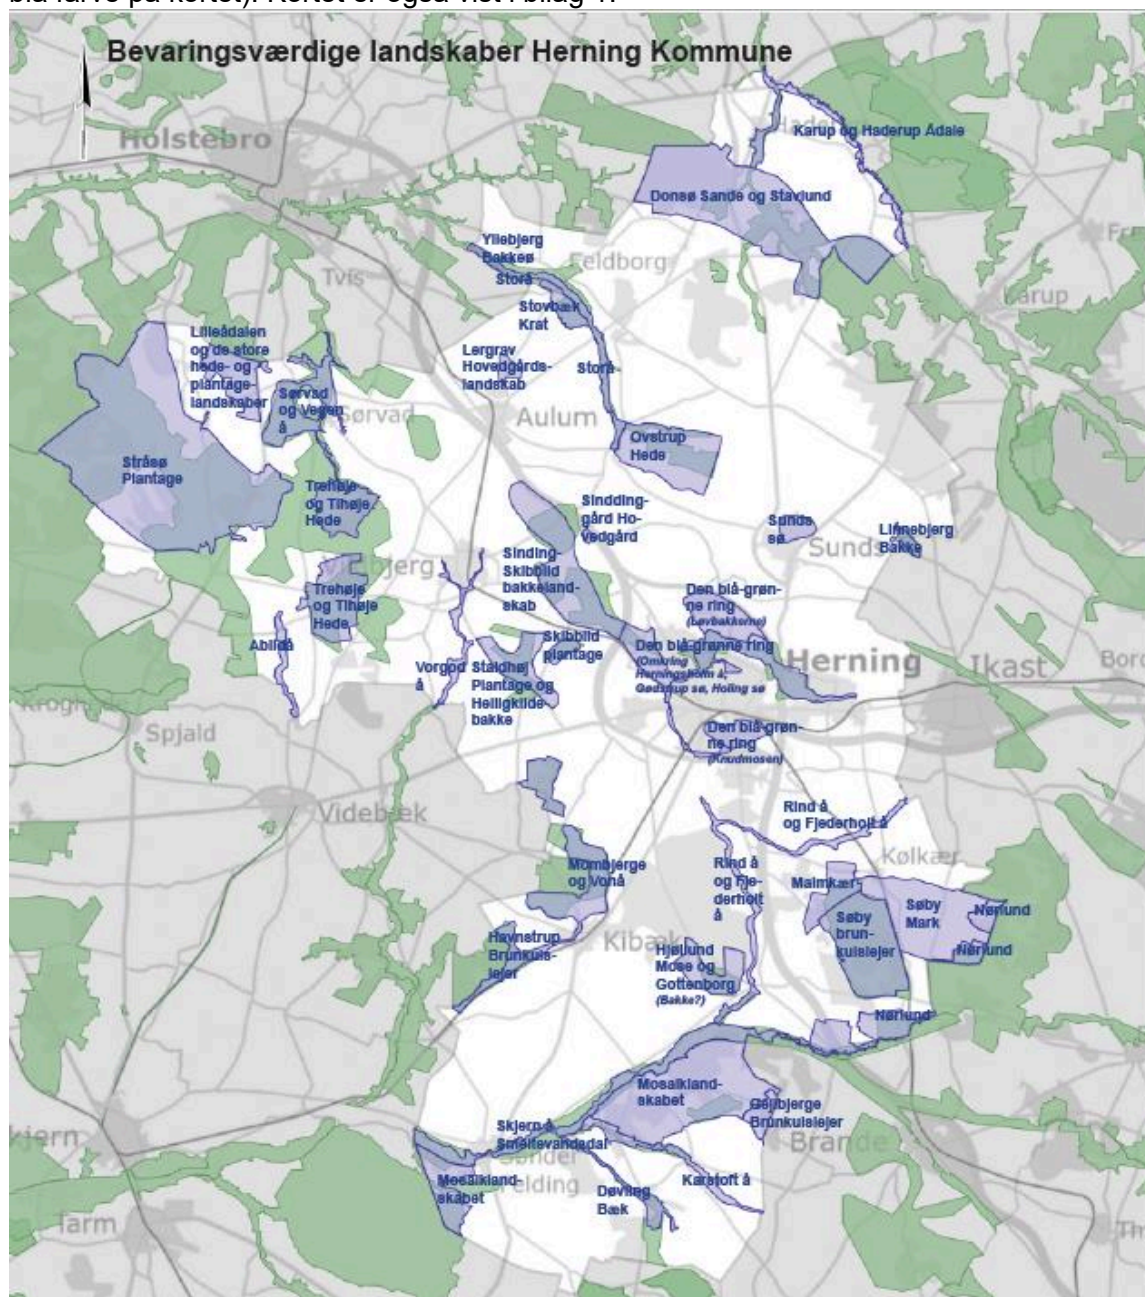 blå farve på kortet). Kortet er også vist i bilag 1.
Bevaringsværdige landskaber Herning Kommune
Holstebro
Karup og Haderup Ådale
Donsø Sande og Stavlund
Yllebjerg
Bakkeø
Feldborg
Tvis
Storå
Karup
Stovbæk
Krat
Lilleådalen
og de store
hede- og
plantage-
landskaber
Lergrav
Hovedgårds-
landskab
Storå
Sørvad
og Vegen
å
Sørvad
Aulum
Ovstrup
Hede
Stråsø
Plantage
Trehøje
og Tihøje
Hede
Sindding-
gård Ho-
vedgård
Sunds
sø
Sunds
Linnebjerg
Bakke
Sinding-
Skibbild
bakkeland-
skab
Trehøje
og Tihøje
Hede
Den blå-grøn-
ne ring
(Løvbakkerne)
Abildå
Skibbild
plantage
Den blå-grønne ring
(Omkring
Herningsholm å,
Gødstrup sø, Holing sø
Herning
Ikast
Vorgod
å
Staldhøj
Plantage og
Helligkilde
bakke
Spjald
Den blå-grøn-
ne ring
(Knudmosen)
Videbæk
Rind å
og Fjederholt å
Kølkær
Mombjerge
og Vonå
Rind å
og Fje-
derholt
å
Malmkær
Søby
Mark
Nørlund
Søby
brun-
kulslejer
Nørlund
Havnstrup
Brunkuls-
lejer
Kibæk
Hjøllund
Mose og
Gottenborg
(Bakke?)
Nørlund
Mosaikland-
skabet
Skjern å
Smeltevandsdal
Brunkulslejer
Brande
Sønder
Felding
Mosaikland-
skabet
Døvling
Bæk
Karstoft å
Tarm